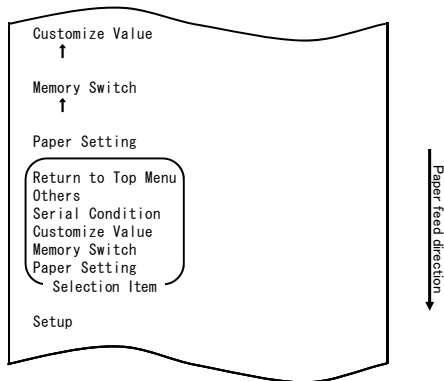 Customize Value
↑
Memory Switch
↑
Paper Setting
Return to Top Menu
Others
Serial Condition
Customize Value
Memory Switch
Paper Setting
Selection Item
Setup
Paper feed direction